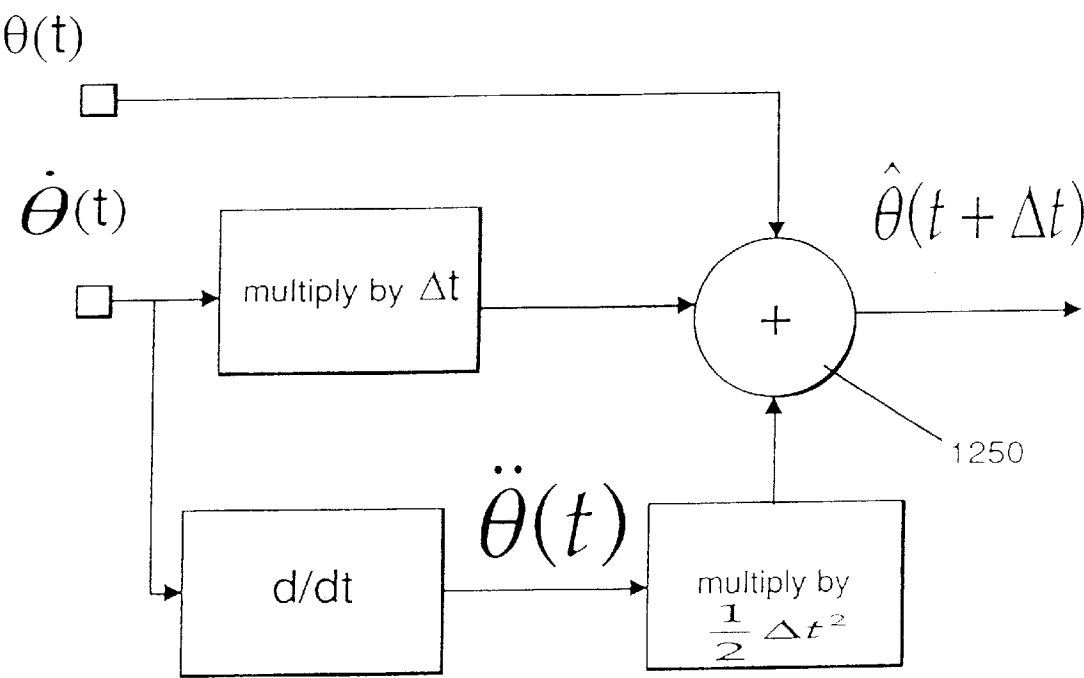 θ(t)
θ̇(t)
multiply by Δt
θ̂(t + Δt)
+
1250
θ̈(t)
d/dt
multiply by
1/2 Δt²